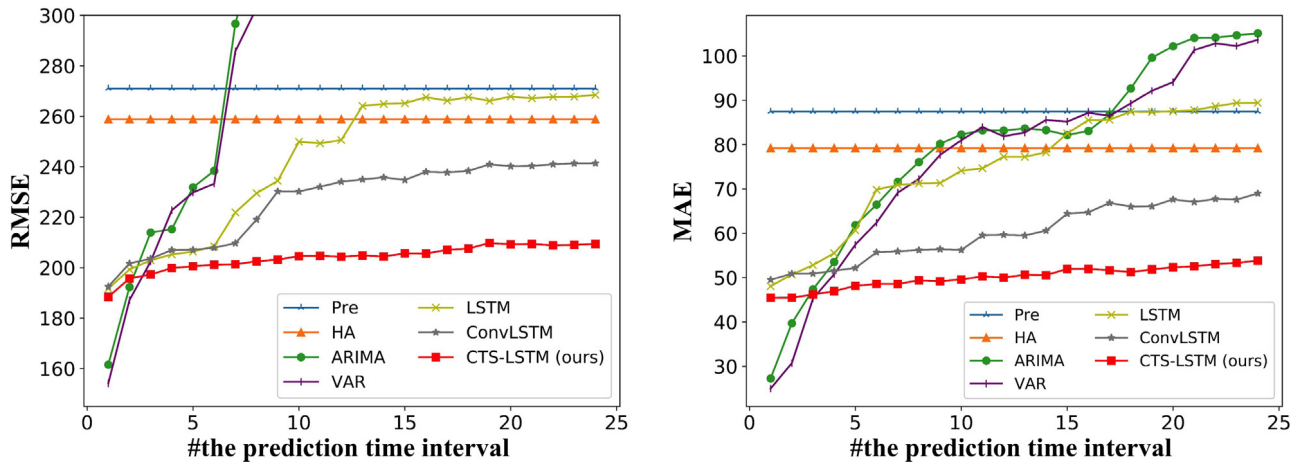 300
280
260
240
220
200
180
160
RMSE
Pre
HA
ARIMA
VAR
LSTM
ConvLSTM
CTS-LSTM (ours)
0 5 10 15 20 25
#the prediction time interval
100
90
80
70
60
50
40
30
MAE
Pre
HA
ARIMA
VAR
LSTM
ConvLSTM
CTS-LSTM (ours)
0 5 10 15 20 25
#the prediction time interval